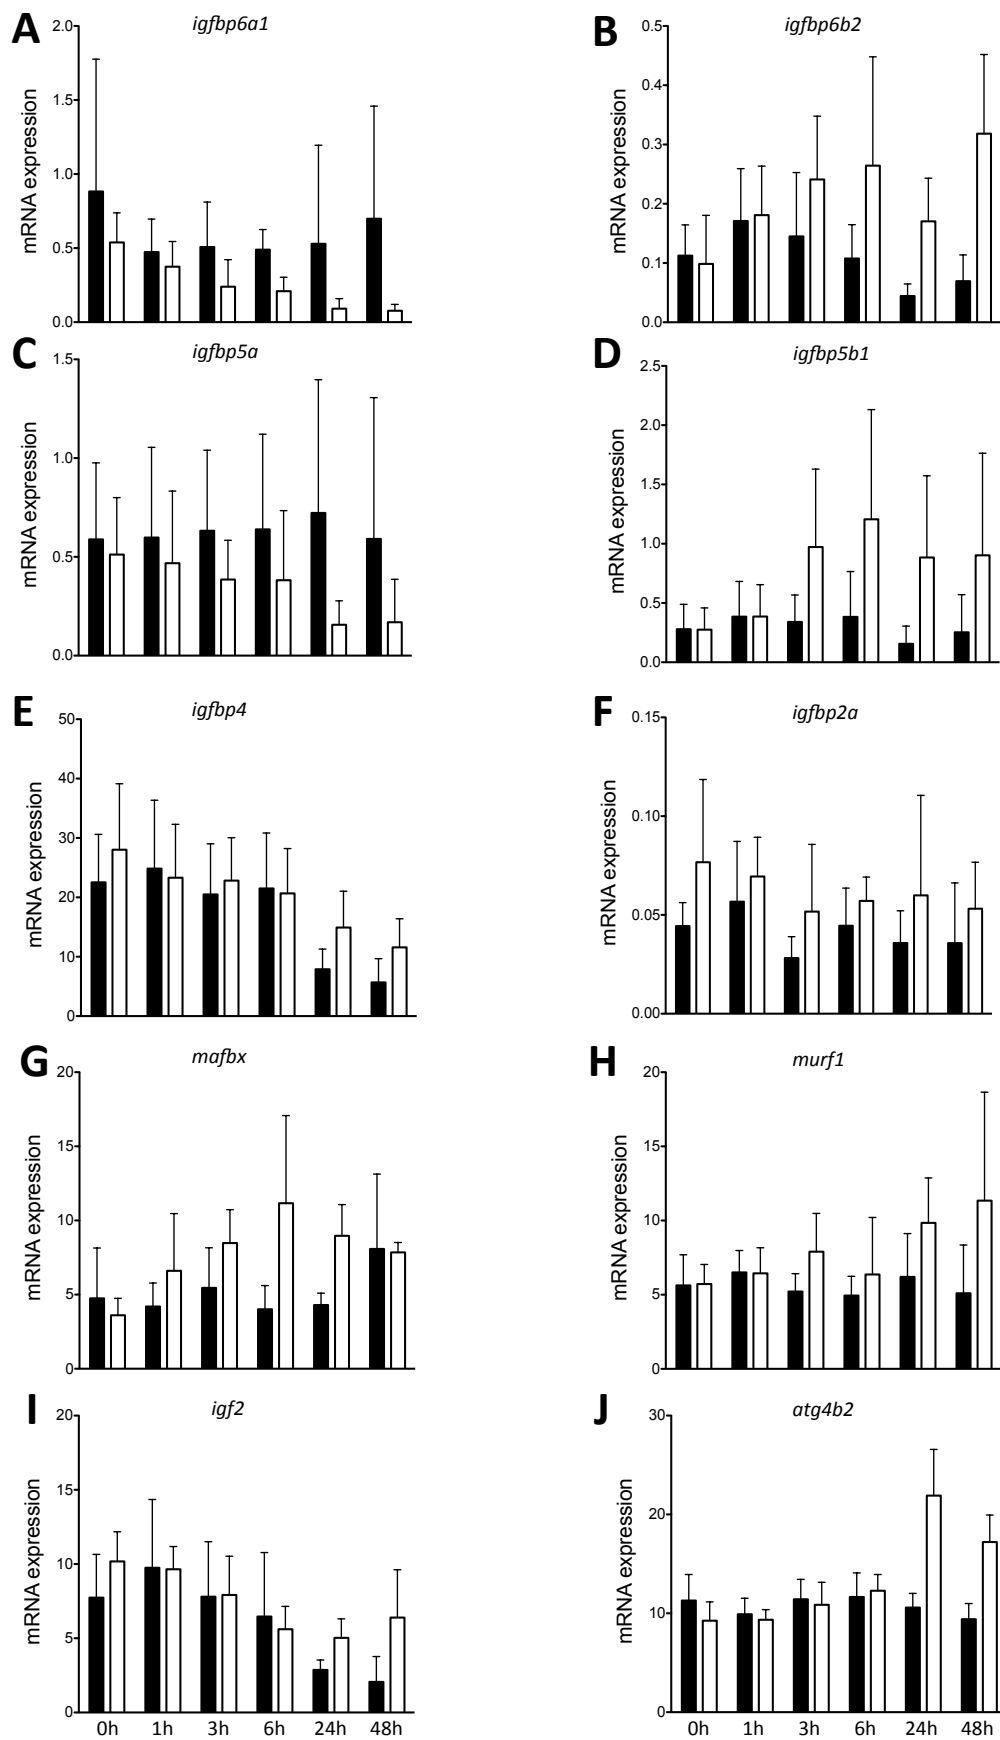 A
igfbp6a1
mRNA expression
2.0
1.5
1.0
0.5
0.0
B
igfbp6b2
mRNA expression
0.5
0.4
0.3
0.2
0.1
0.0
C
igfbp5a
mRNA expression
1.5
1.0
0.5
0.0
D
igfbp5b1
mRNA expression
2.5
2.0
1.5
1.0
0.5
0.0
E
igfbp4
mRNA expression
50
40
30
20
10
0
F
igfbp2a
mRNA expression
0.15
0.10
0.05
0.00
G
mafbx
mRNA expression
20
15
10
5
0
H
murf1
mRNA expression
20
15
10
5
0
I
igf2
mRNA expression
20
15
10
5
0
0h 1h 3h 6h 24h 48h
J
atg4b2
mRNA expression
30
20
10
0
0h 1h 3h 6h 24h 48h